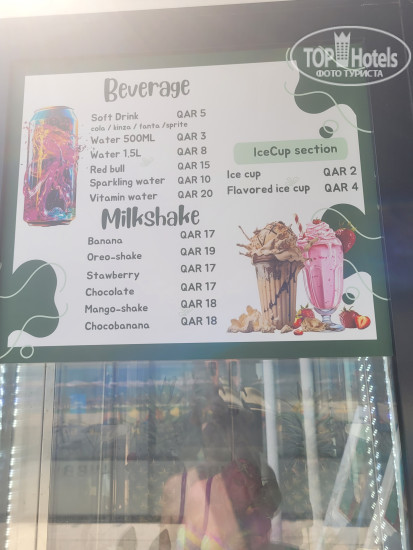 TOP Hotels
ФОТО ТУРИСТА
Beverage
Soft Drink QAR 5
cola / kinza / fanta /sprite
Water 500ML QAR 3
Water 1,5L QAR 8
Red bull QAR 15
Sparkling water QAR 10
Vitamin water QAR 20
IceCup section
Ice cup QAR 2
Flavored ice cup QAR 4
Milkshake
Banana QAR 17
Oreo-shake QAR 19
Stawberry QAR 17
Chocolate QAR 17
Mango-shake QAR 18
Chocobanana QAR 18